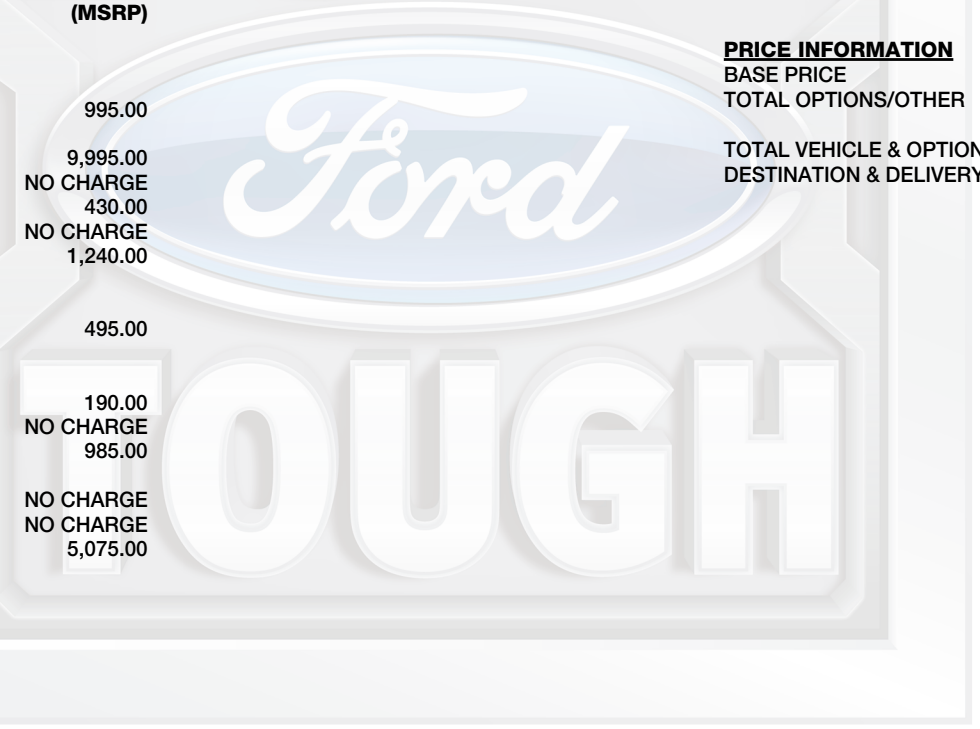 (MSRP)
995.00
9,995.00
NO CHARGE
430.00
NO CHARGE
1,240.00
495.00
190.00
NO CHARGE
985.00
NO CHARGE
NO CHARGE
5,075.00
PRICE INFORMATION
BASE PRICE
TOTAL OPTIONS/OTHER
TOTAL VEHICLE & OPTION
DESTINATION & DELIVERY
Ford
TOUGH